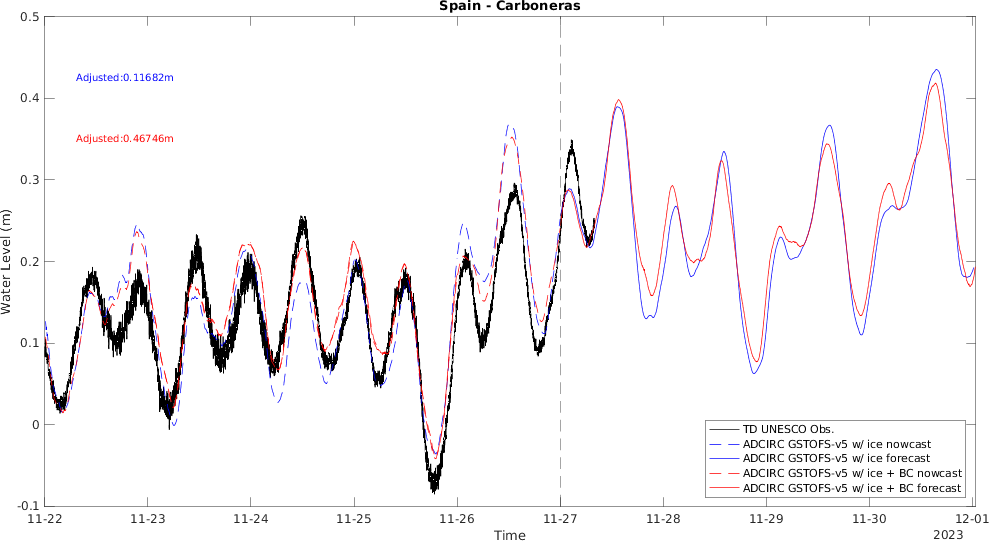 Spain - Carboneras
Adjusted:0.11682m
Adjusted:0.46746m
Water Level (m)
0.5
0.4
0.3
0.2
0.1
0
-0.1
TD UNESCO Obs.
ADCIRC GSTOFS-v5 w/ ice nowcast
ADCIRC GSTOFS-v5 w/ ice forecast
ADCIRC GSTOFS-v5 w/ ice + BC nowcast
ADCIRC GSTOFS-v5 w/ ice + BC forecast
11-22 11-23 11-24 11-25 11-26 11-27 11-28 11-29 11-30 12-01
Time
2023